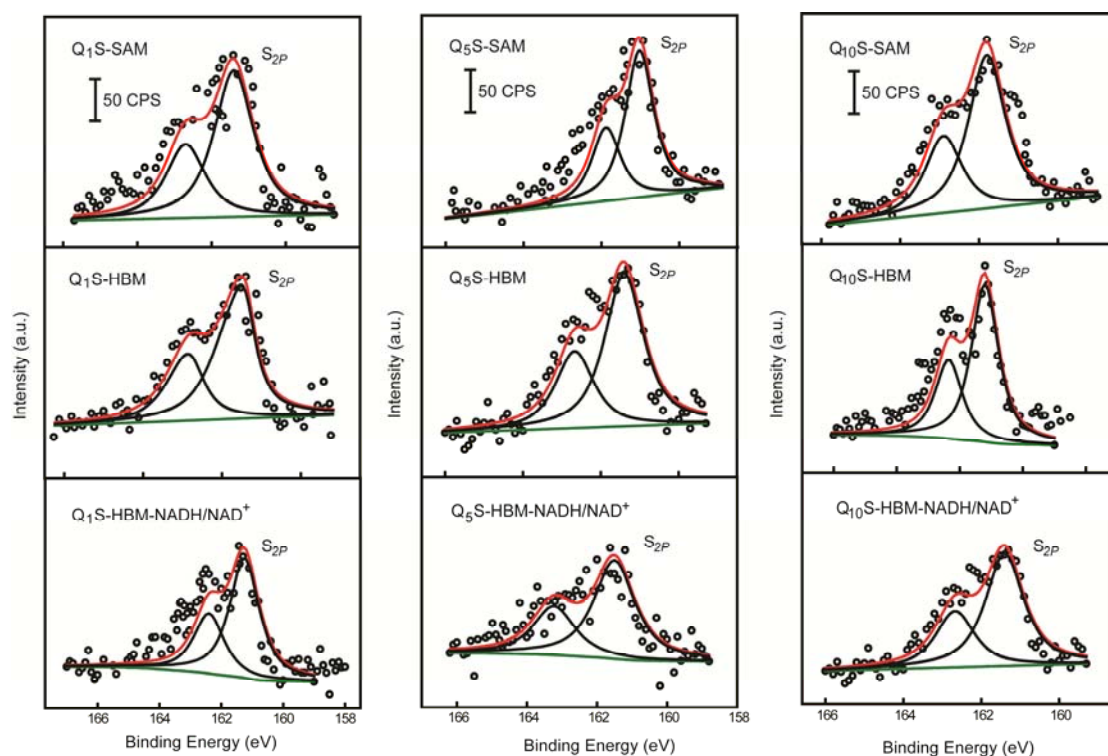 Q1S-SAM
S2P
50 CPS
Q5S-SAM
S2P
50 CPS
Q10S-SAM
S2P
50 CPS
Q1S-HBM
S2P
Q5S-HBM
S2P
Q10S-HBM
S2P
Intensity (a.u.)
Intensity (a.u.)
Intensity (a.u.)
Q1S-HBM-NADH/NAD+
S2P
Q5S-HBM-NADH/NAD+
S2P
Q10S-HBM-NADH/NAD+
S2P
166 164 162 160 158
166 164 162 160 158
166 164 162 160
Binding Energy (eV)
Binding Energy (eV)
Binding Energy (eV)